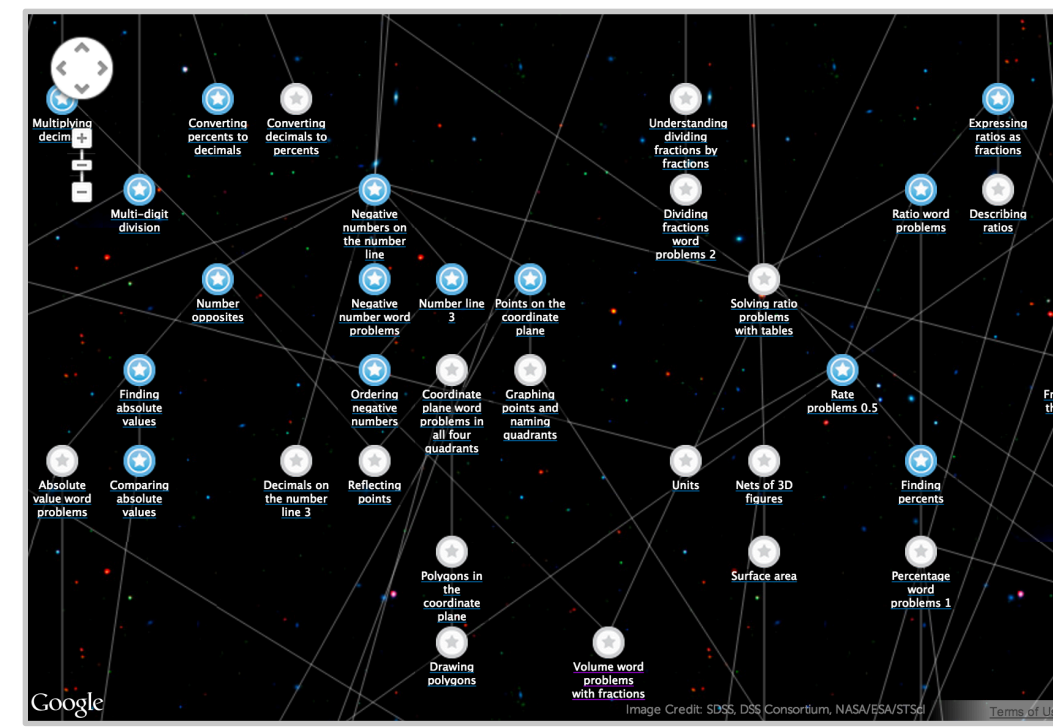 Multiplying
Converting
percents to
decimals
Converting
decimals to
percents
Understanding
dividing
fractions by
fractions
Expressing
ratios as
fractions
Multi-digit
division
Negative
numbers on
the number
line
Dividing
fractions
word
problems 2
Ratio word
problems
Describing
ratios
Number
opposites
Negative
number word
problems
Number line
3
Points on the
coordinate
plane
Solving ratio
problems
with tables
Finding
absolute
values
Ordering
negative
numbers
Coordinate
plane word
problems in
all four
quadrants
Graphing
points and
naming
quadrants
Rate
problems 0.5
Absolute
value word
problems
Comparing
absolute
values
Decimals on
the number
line 3
Reflecting
points
Units
Nets of 3D
figures
Finding
percents
Polygons in
the
coordinate
plane
Surface area
Percentage
word
problems 1
Drawing
polygons
Volume word
problems
with fractions
Google
Image Credit: SDSS, DSS Consortium, NASA/ESA/STScI
Terms of